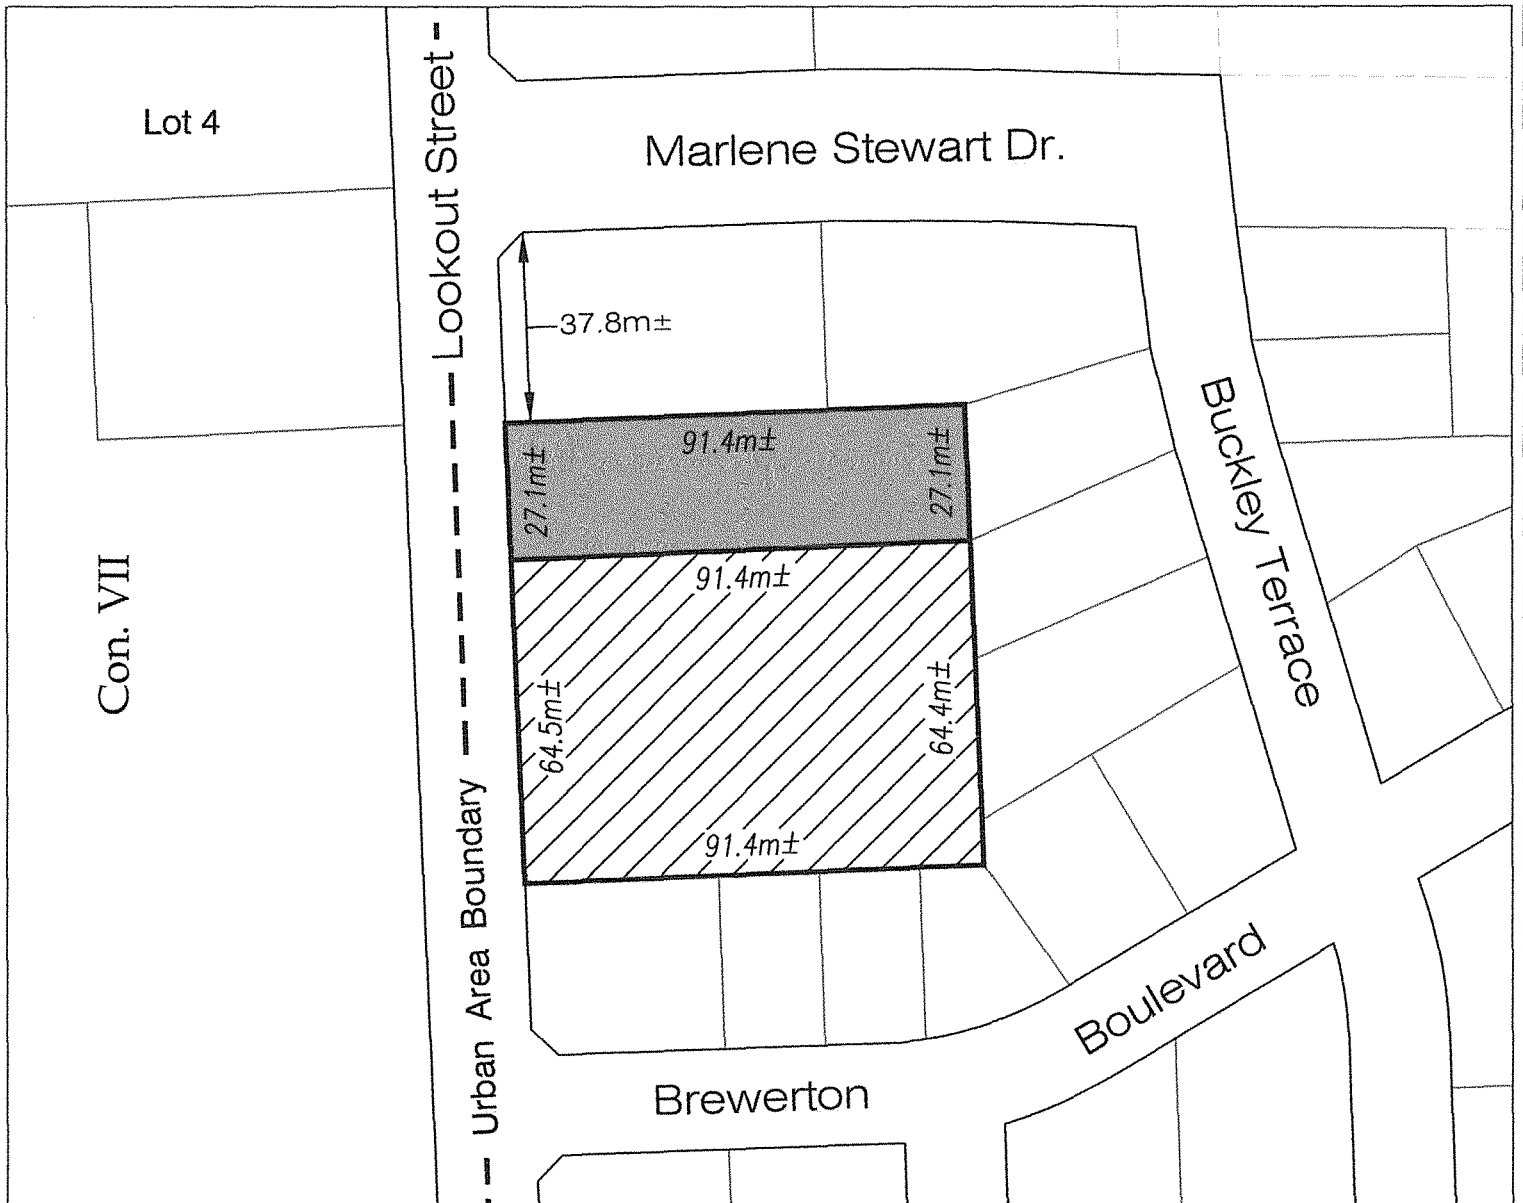 Lot 4
Lookout Street
Marlene Stewart Dr.
37.8m±
91.4m±
27.1m±
27.1m±
Buckley Terrace
91.4m±
Con. VII
64.5m±
64.4m±
91.4m±
Urban Area Boundary
Boulevard
Brewerton